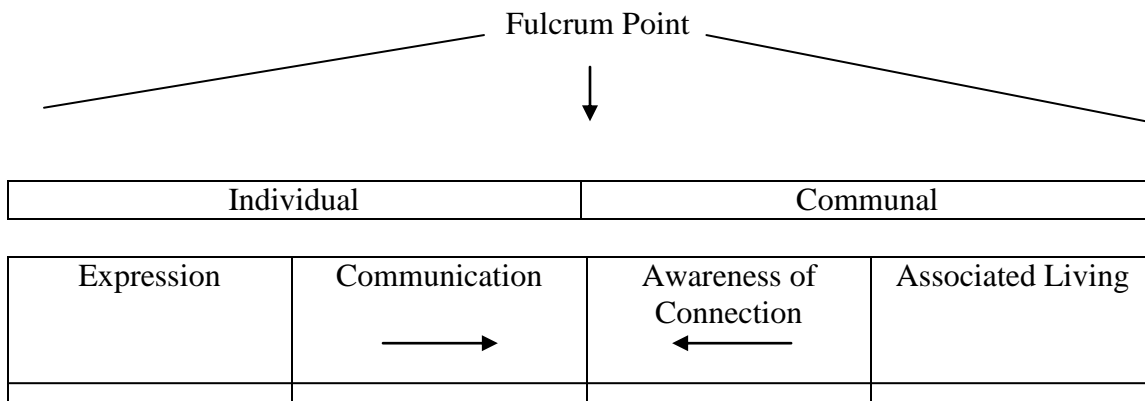 Fulcrum Point
Individual Communal
Expression Communication Awareness of Associated Living
Connection